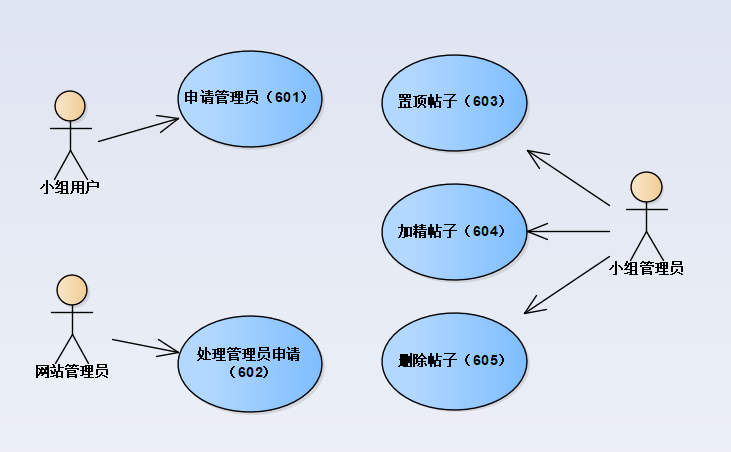 申请管理员（601）
小组用户
网站管理员
处理管理员申请
（602）
置顶帖子（603）
加精帖子（604）
删除帖子（605）
小组管理员